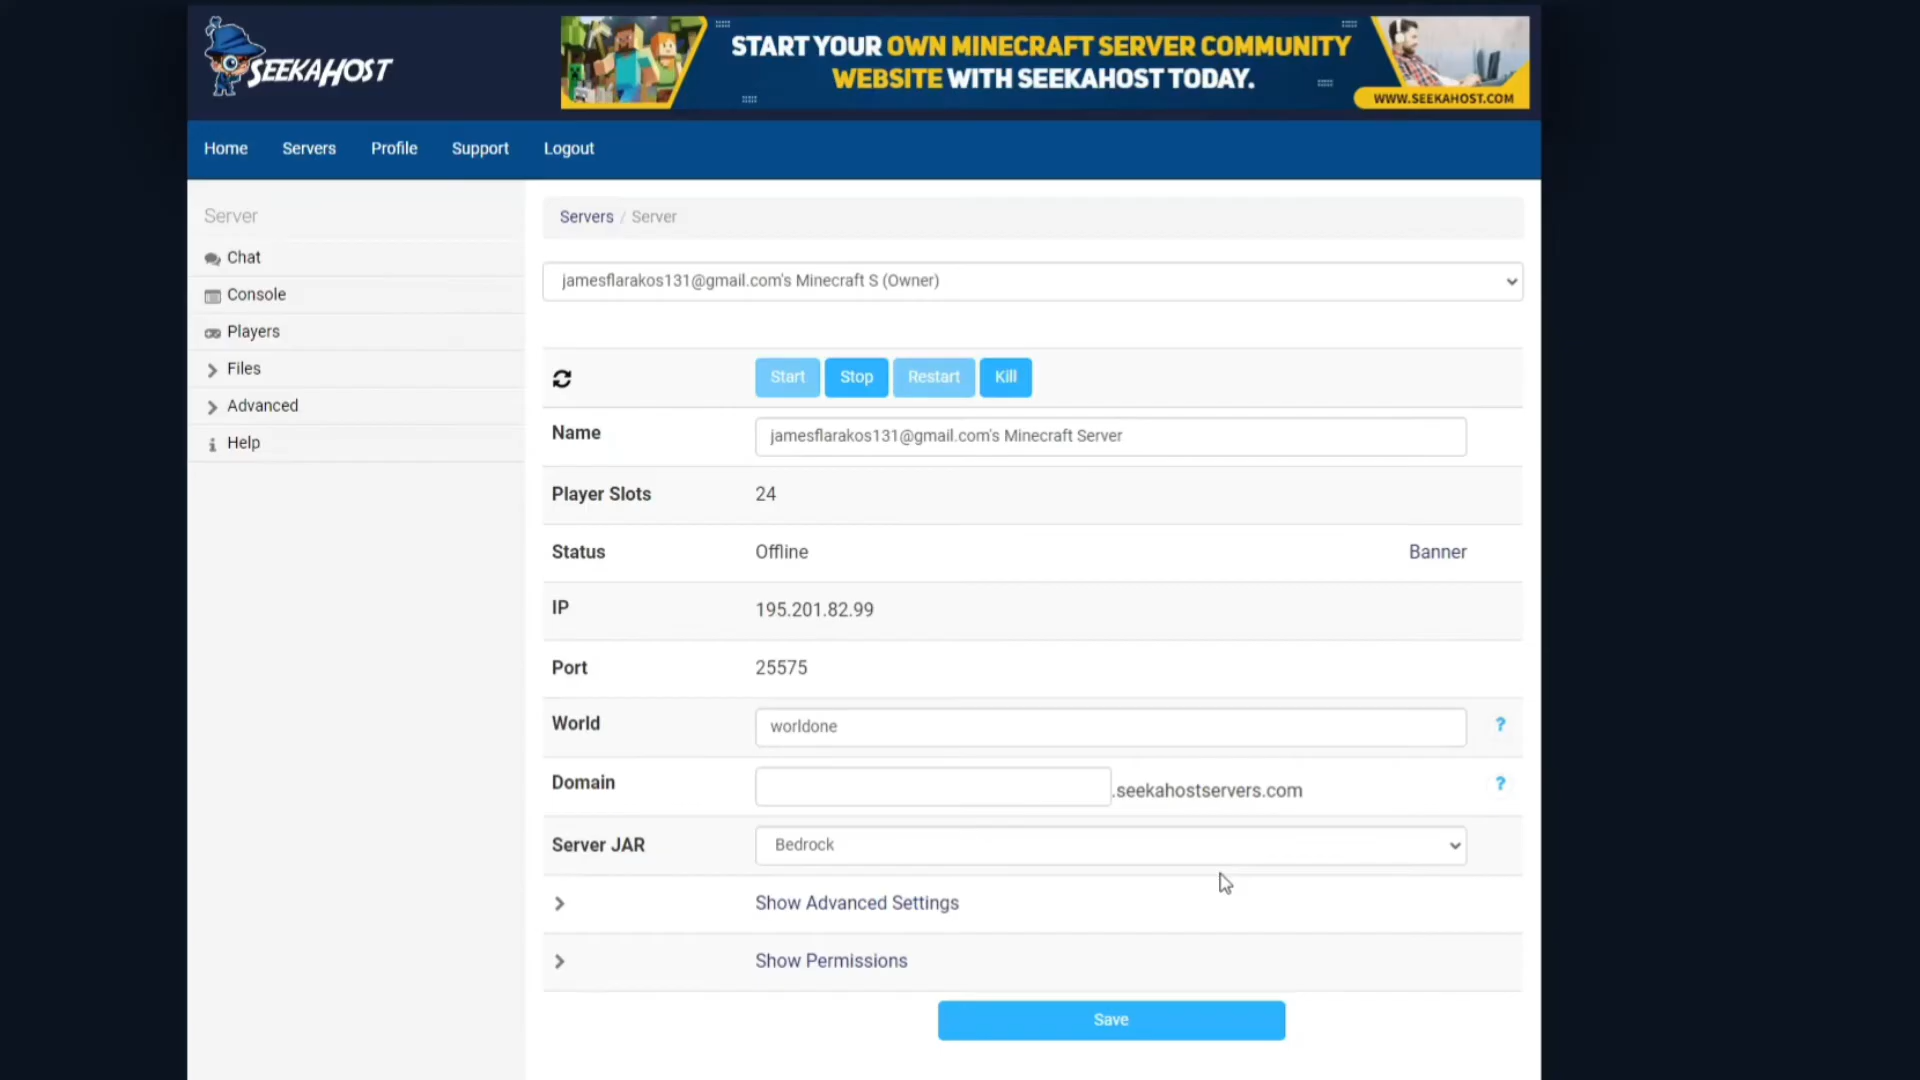 SEEKAHOST
START YOUR OWN MINECRAFT SERVER COMMUNITY
WEBSITE WITH SEEKAHOST TODAY.
WWW.SEEKAHOST.COM
Home Servers Profile Support Logout
Server
Chat
Console
Players
Files
Advanced
Help
Servers / Server
jamesflarakos131@gmail.com's Minecraft S (Owner)
Start Stop Restart Kill
Name jamesflarakos131@gmail.com's Minecraft Server
Player Slots 24
Status Offline Banner
IP 195.201.82.99
Port 25575
World worldone ?
Domain .seekahostservers.com ?
Server JAR Bedrock
Show Advanced Settings
Show Permissions
Save